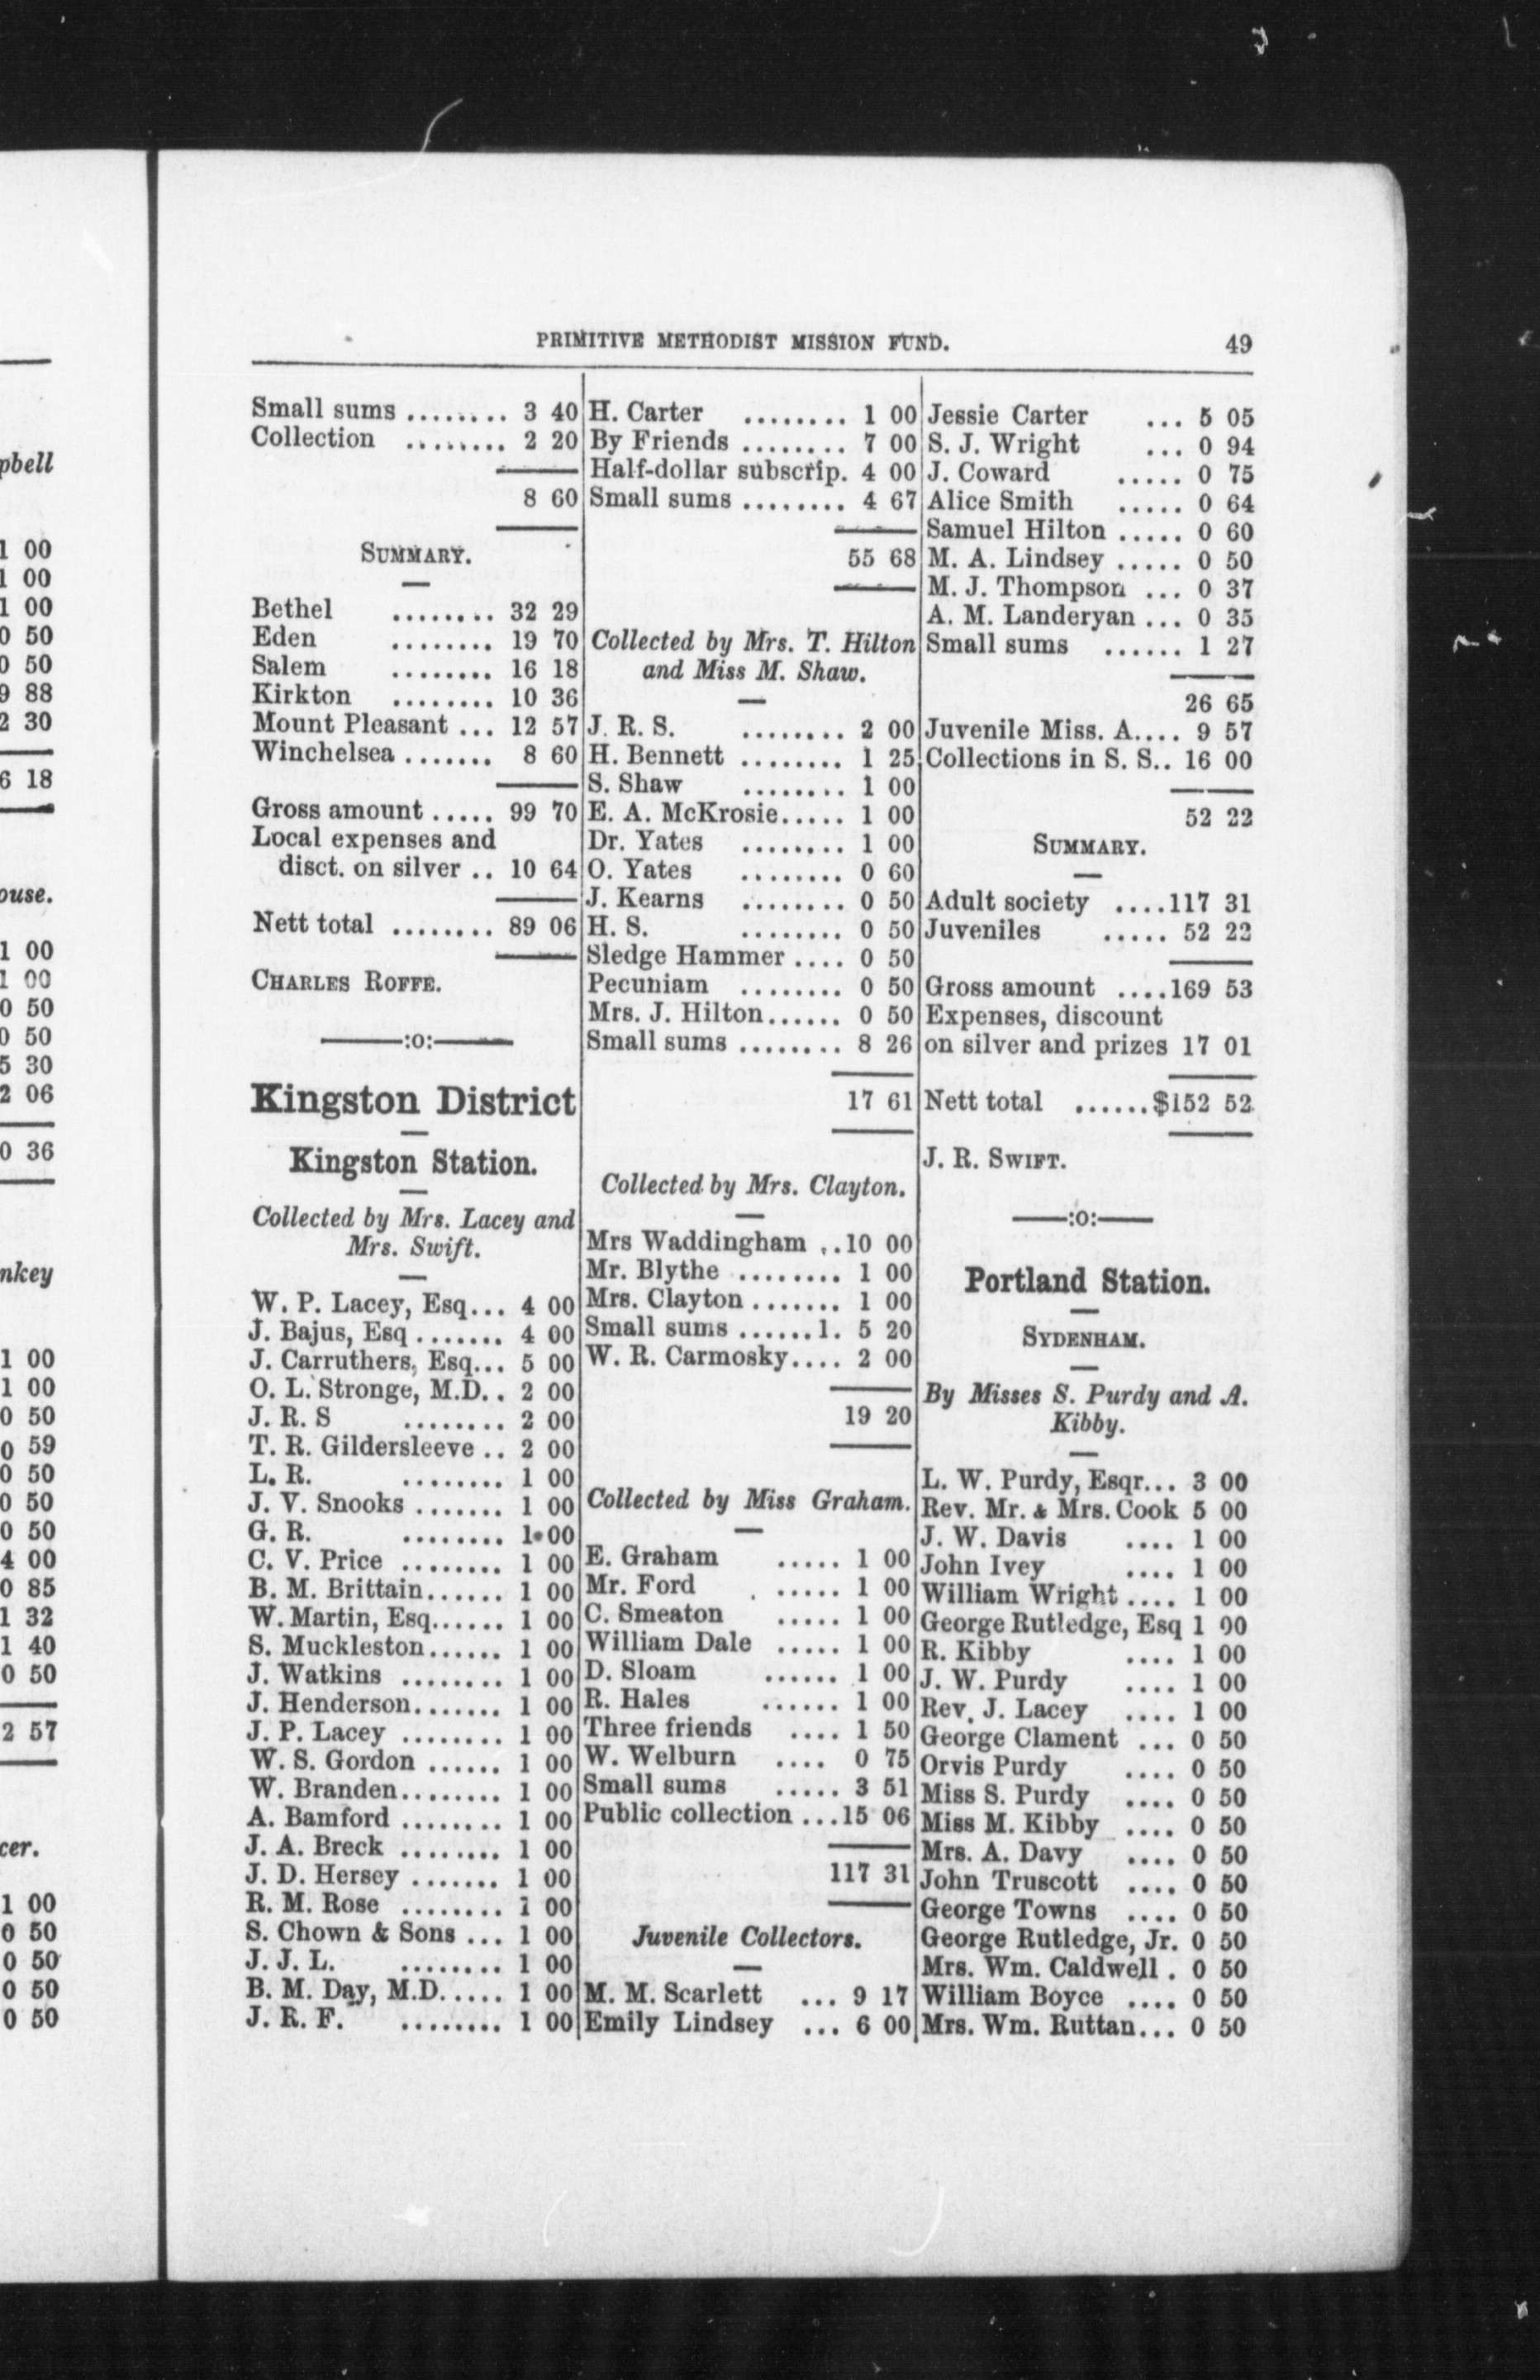 PRIMITIVE METHODIST MISSION FUND. 49
Small sums ........ 3 40
Collection ........ 2 20
8 60
SUMMARY.
Bethel ........ 32 29
Eden ........ 19 70
Salem ........ 16 18
Kirkton ........ 10 36
Mount Pleasant ... 12 57
Winchelsea ....... 8 60
Gross amount ..... 99 70
Local expenses and
disct. on silver .. 10 64
Nett total ........ 89 06
CHARLES ROFFE.
:o:
Kingston District
Kingston Station.
Collected by Mrs. Lacey and
Mrs. Swift.
W. P. Lacey, Esq... 4 00
J. Bajus, Esq ....... 4 00
J. Carruthers, Esq... 5 00
O. L. Stronge, M.D.. 2 00
J. R. S ........ 2 00
T. R. Gildersleeve .. 2 00
L. R. ........ 1 00
J. V. Snooks ....... 1 00
G. R. ........ 1 00
C. V. Price ........ 1 00
B. M. Brittain...... 1 00
W. Martin, Esq...... 1 00
S. Muckleston...... 1 00
J. Watkins ........ 1 00
J. Henderson....... 1 00
J. P. Lacey ........ 1 00
W. S. Gordon ...... 1 00
W. Branden........ 1 00
A. Bamford ........ 1 00
J. A. Breck ........ 1 00
J. D. Hersey ....... 1 00
R. M. Rose ........ 1 00
S. Chown & Sons ... 1 00
J. J. L. ........ 1 00
B. M. Day, M.D..... 1 00
J. R. F. ........ 1 00
H. Carter ........ 1 00
By Friends ........ 7 00
Half-dollar subscrip. 4 00
Small sums ........ 4 67
55 68
Collected by Mrs. T. Hilton
and Miss M. Shaw.
J. R. S. ........ 2 00
H. Bennett ........ 1 25
S. Shaw ........ 1 00
E. A. McKrosie..... 1 00
Dr. Yates ........ 1 00
O. Yates ........ 0 60
J. Kearns ........ 0 50
H. S. ........ 0 50
Sledge Hammer .... 0 50
Pecuniam ........ 0 50
Mrs. J. Hilton...... 0 50
Small sums ........ 8 26
17 61
Collected by Mrs. Clayton.
Mrs Waddingham ..10 00
Mr. Blythe ........ 1 00
Mrs. Clayton ....... 1 00
Small sums ......1. 5 20
W. R. Carmosky.... 2 00
19 20
Collected by Miss Graham.
E. Graham ..... 1 00
Mr. Ford ..... 1 00
C. Smeaton ..... 1 00
William Dale ..... 1 00
D. Sloam ...... 1 00
R. Hales ...... 1 00
Three friends .... 1 50
W. Welburn .... 0 75
Small sums ..... 3 51
Public collection ...15 06
117 31
Juvenile Collectors.
M. M. Scarlett ... 9 17
Emily Lindsey ... 6 00
Jessie Carter ... 5 05
S. J. Wright ... 0 94
J. Coward ..... 0 75
Alice Smith ..... 0 64
Samuel Hilton ..... 0 60
M. A. Lindsey ..... 0 50
M. J. Thompson ... 0 37
A. M. Landeryan ... 0 35
Small sums ...... 1 27
26 65
Juvenile Miss. A.... 9 57
Collections in S. S.. 16 00
52 22
SUMMARY.
Adult society ....117 31
Juveniles ..... 52 22
Gross amount ....169 53
Expenses, discount
on silver and prizes 17 01
Nett total ......$152 52
J. R. SWIFT.
:o:
Portland Station.
SYDENHAM.
By Misses S. Purdy and A.
Kibby.
L. W. Purdy, Esqr... 3 00
Rev. Mr. & Mrs. Cook 5 00
J. W. Davis .... 1 00
John Ivey .... 1 00
William Wright .... 1 00
George Rutledge, Esq 1 00
R. Kibby .... 1 00
J. W. Purdy .... 1 00
Rev. J. Lacey .... 1 00
George Clament ... 0 50
Orvis Purdy .... 0 50
Miss S. Purdy .... 0 50
Miss M. Kibby .... 0 50
Mrs. A. Davy .... 0 50
John Truscott .... 0 50
George Towns .... 0 50
George Rutledge, Jr. 0 50
Mrs. Wm. Caldwell . 0 50
William Boyce .... 0 50
Mrs. Wm. Ruttan... 0 50